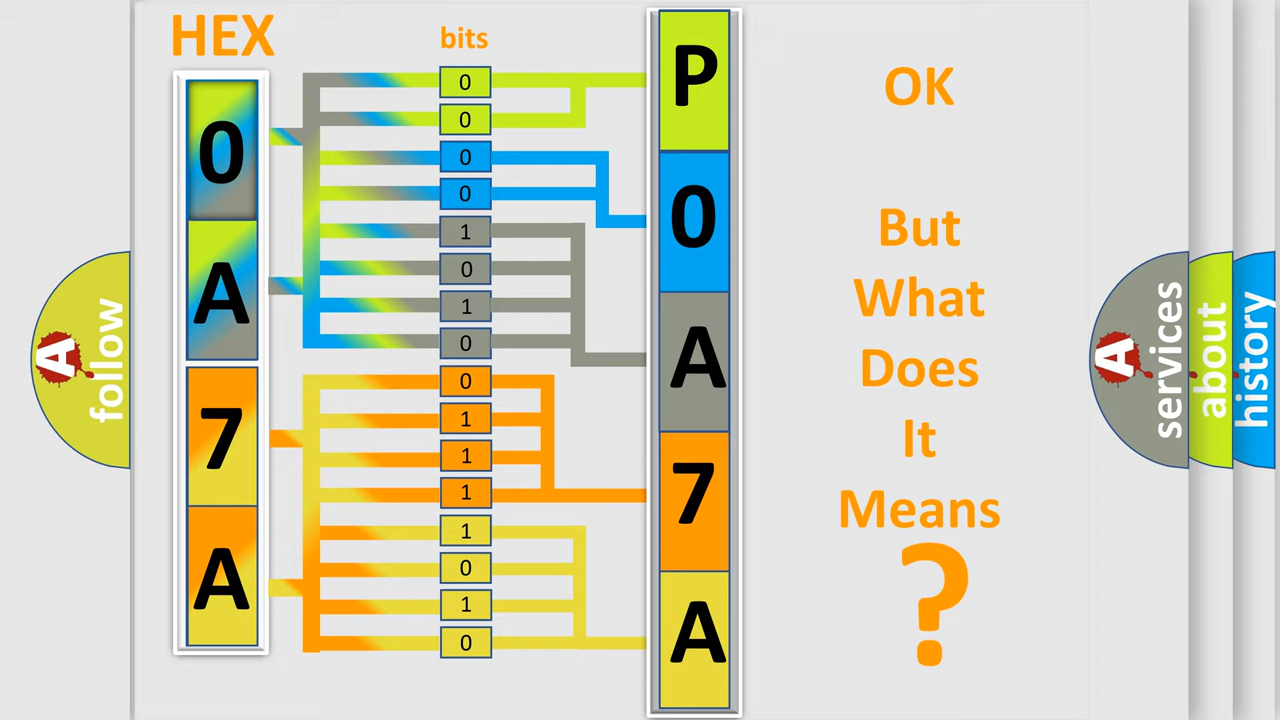 HEX
bits
0
A
7
A
0
0
0
0
1
0
1
0
0
1
1
1
1
0
1
0
P
0
A
7
A
OK
But
What
Does
It
Means
?
A
follow
A
services
about
history